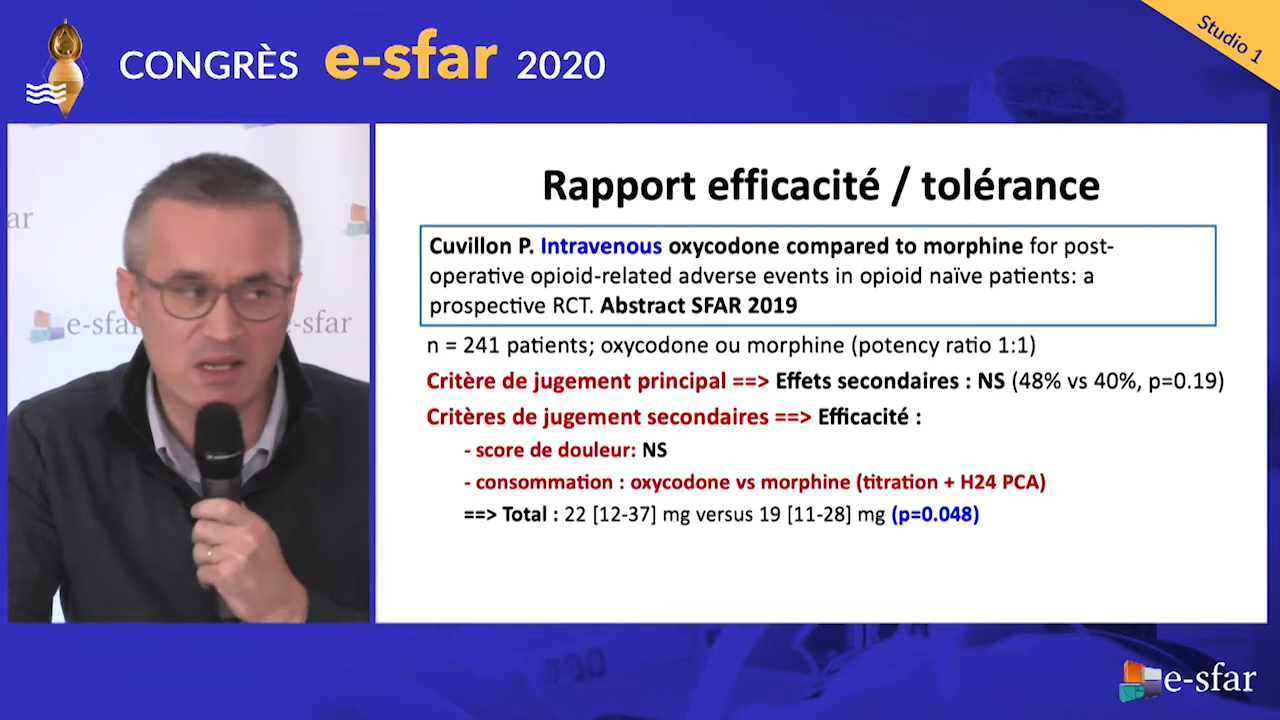 CONGRÈS e-sfar 2020
Studio 1
ar
e-sfar
e-sfar
Rapport efficacité / tolérance
Cuvillon P. Intravenous oxycodone compared to morphine for post-
operative opioid-related adverse events in opioid naïve patients: a
prospective RCT. Abstract SFAR 2019
n = 241 patients; oxycodone ou morphine (potency ratio 1:1)
Critère de jugement principal ==> Effets secondaires : NS (48% vs 40%, p=0.19)
Critères de jugement secondaires ==> Efficacité :
- score de douleur: NS
- consommation : oxycodone vs morphine (titration + H24 PCA)
==> Total : 22 [12-37] mg versus 19 [11-28] mg (p=0.048)
e-sfar